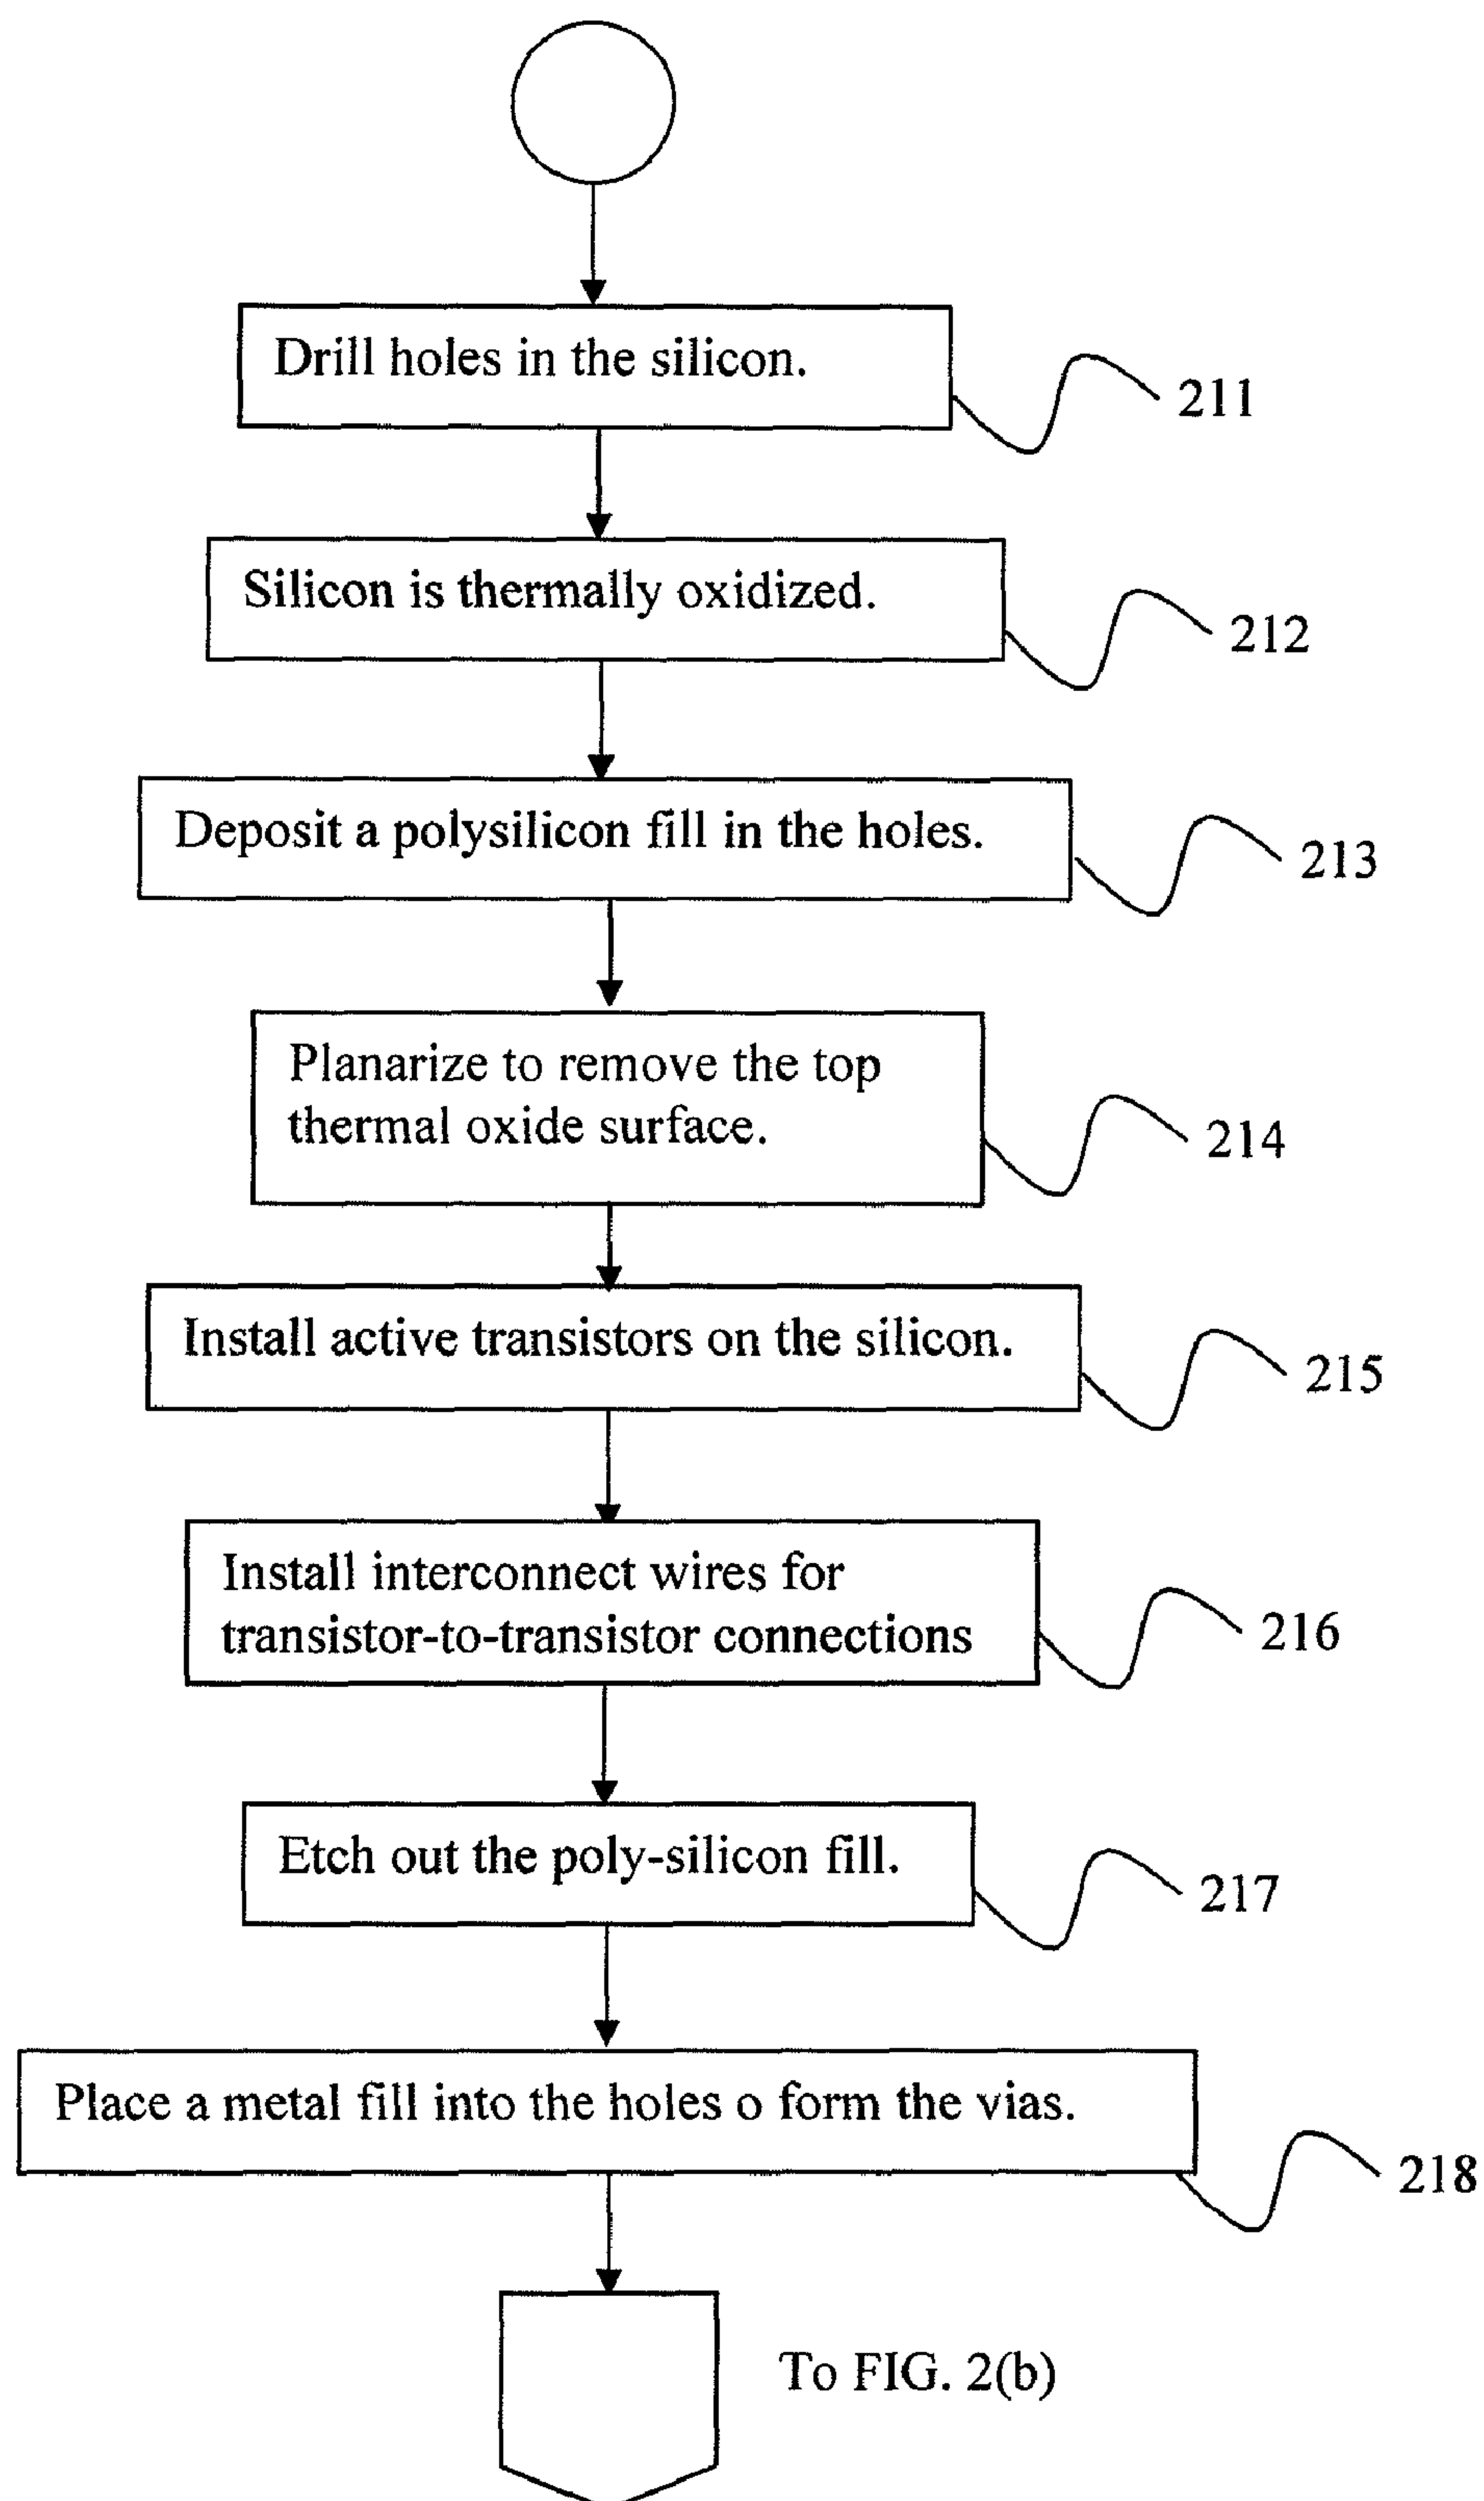 Drill holes in the silicon.
211
Silicon is thermally oxidized.
212
Deposit a polysilicon fill in the holes.
213
Planarize to remove the top
thermal oxide surface.
214
Install active transistors on the silicon.
215
Install interconnect wires for
transistor-to-transistor connections
216
Etch out the poly-silicon fill.
217
Place a metal fill into the holes o form the vias.
218
To FIG. 2(b)